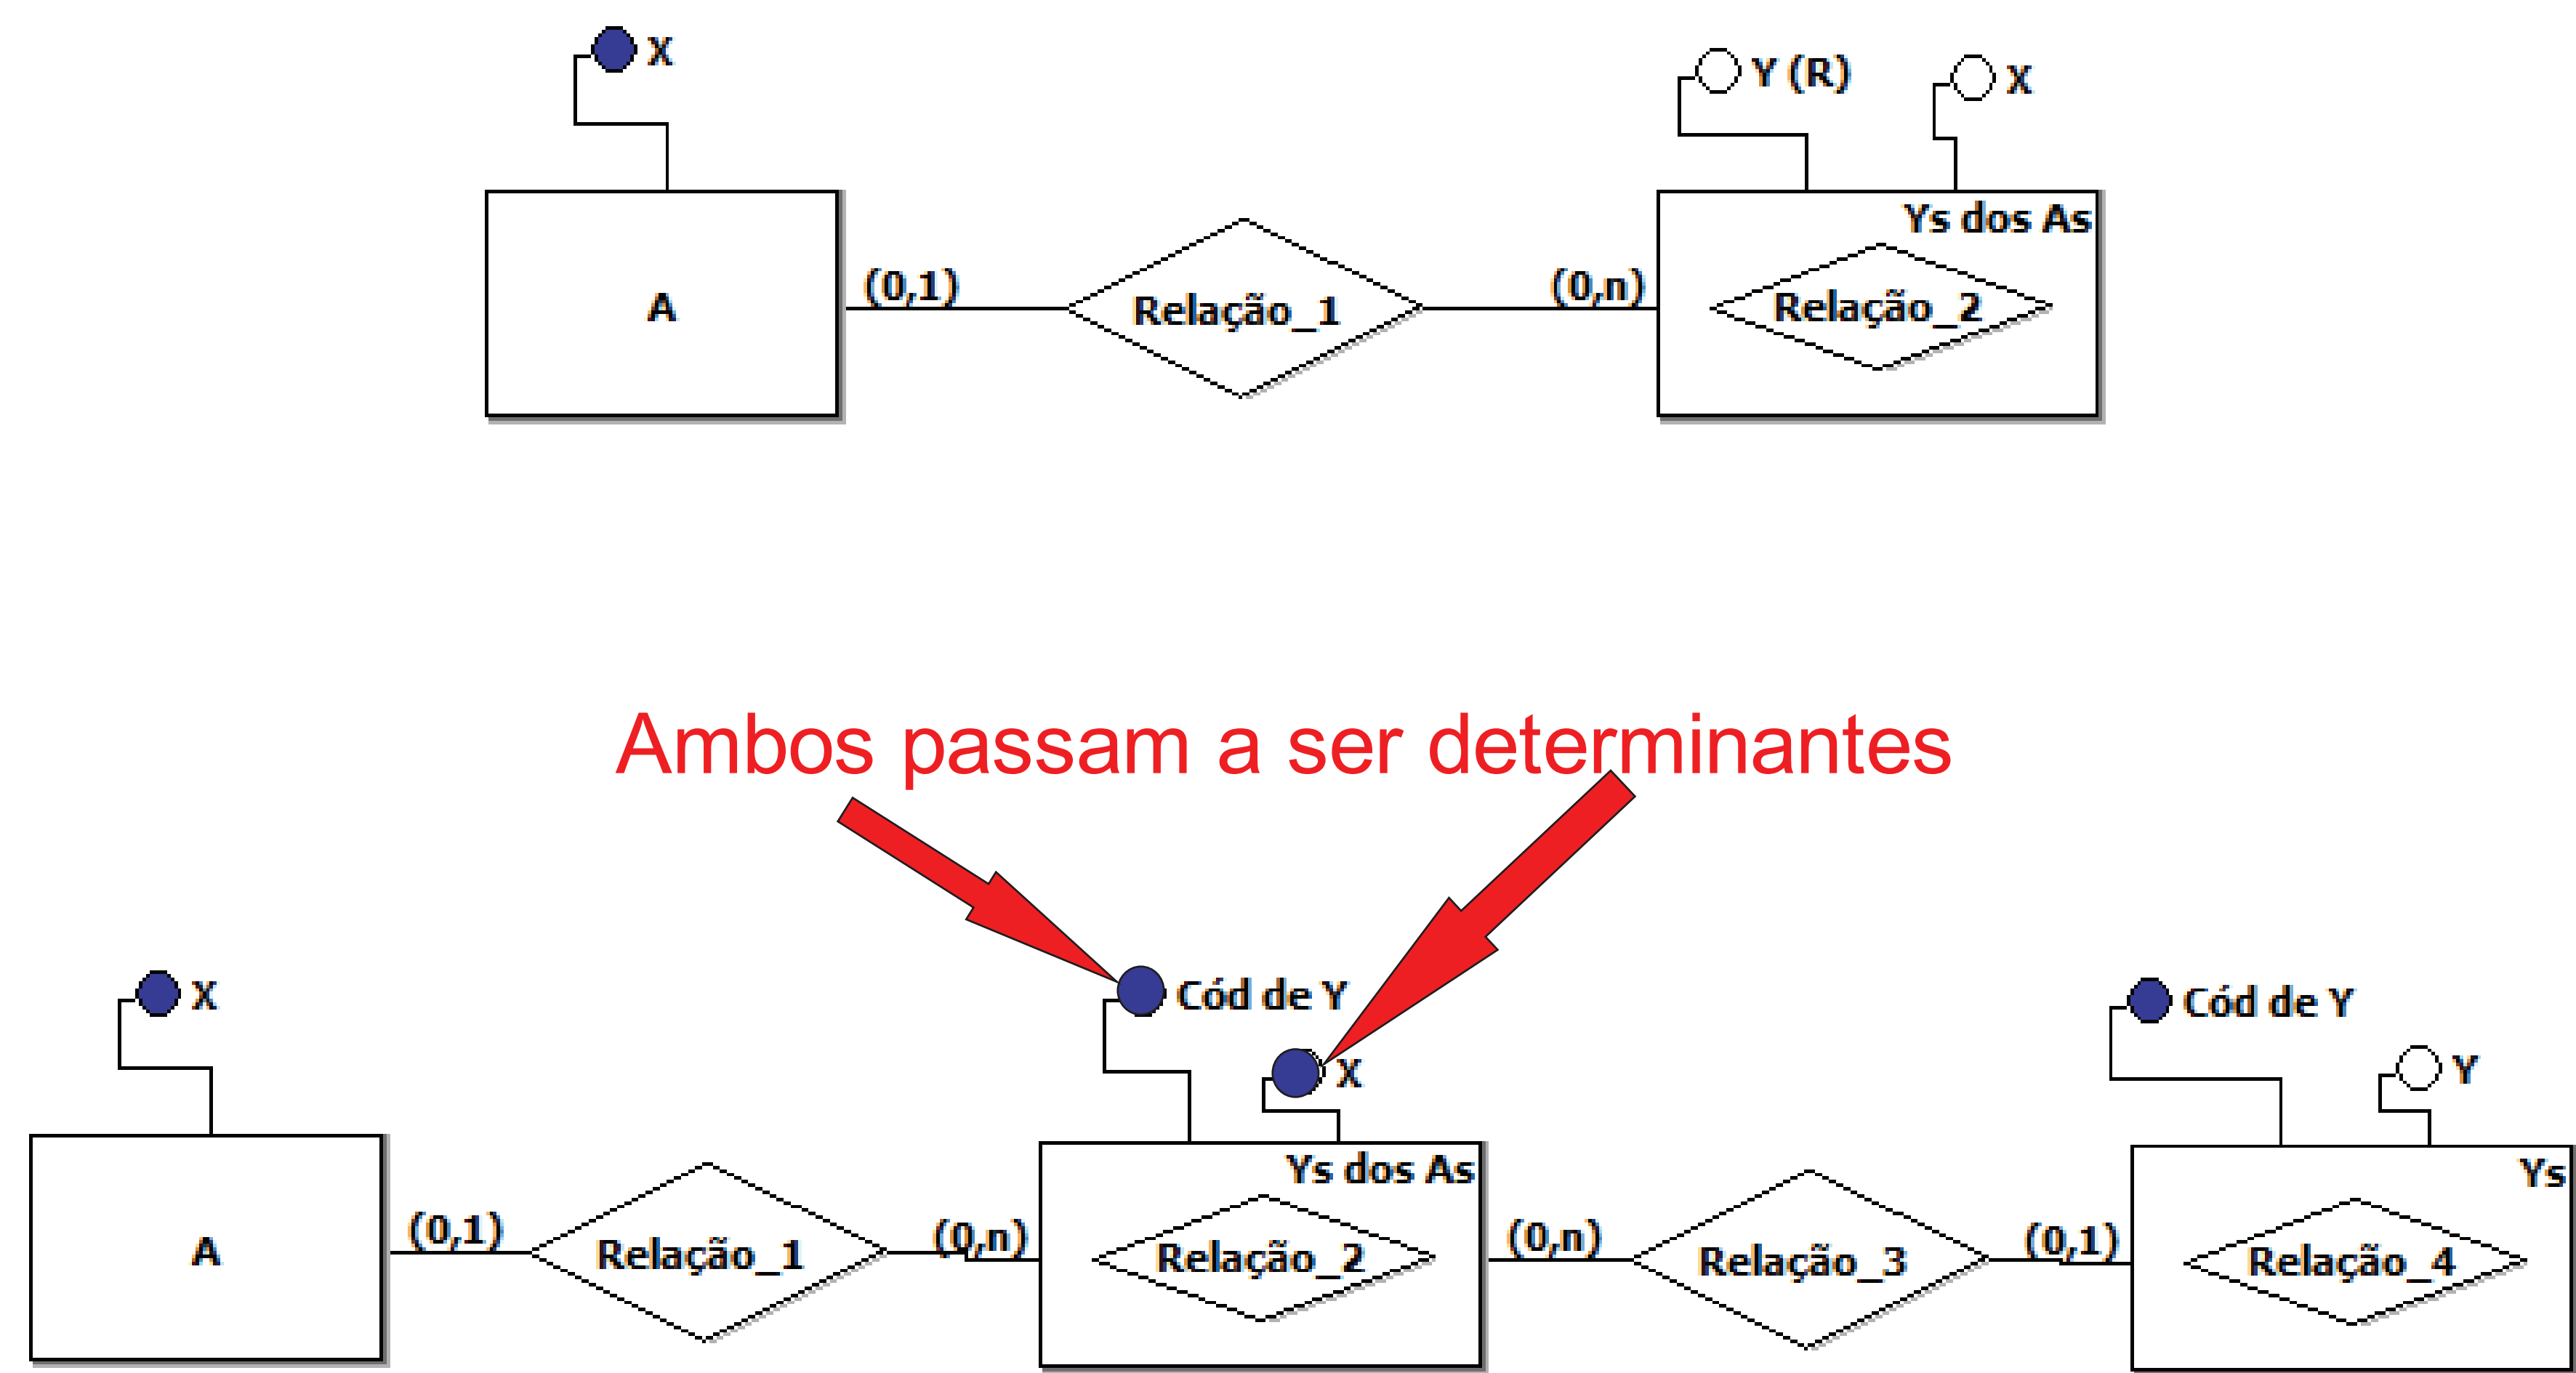 X
Y (R)
X
Ys dos As
A
(0,1)
Relação_1
(0,n)
Relação_2
Ambos passam a ser determinantes
X
Cód de Y
X
Cód de Y
Y
Ys dos As
Ys
A
(0,1)
Relação_1
(0,n)
Relação_2
(0,n)
Relação_3
(0,1)
Relação_4